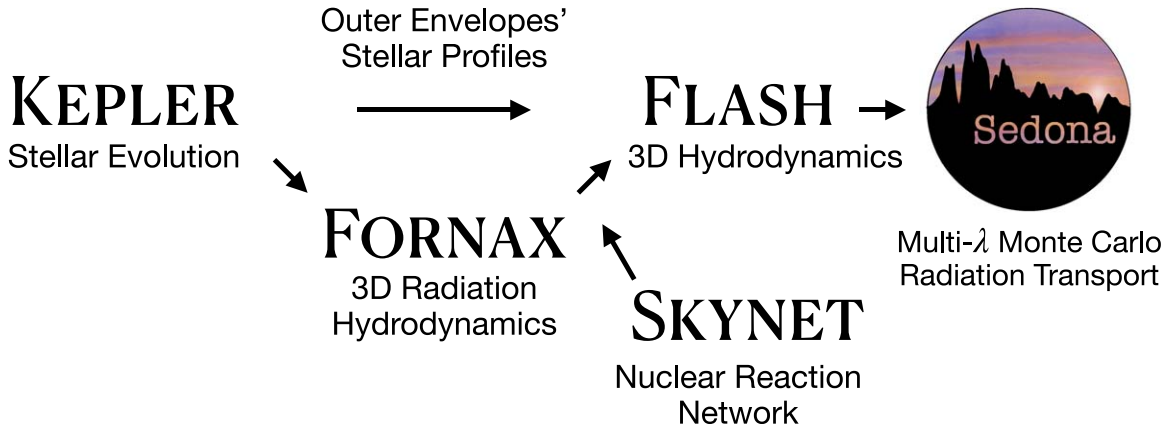 Outer Envelopes’
Stellar Profiles
KEPLER
Stellar Evolution
FLASH
3D Hydrodynamics
Sedona
Multi-λ Monte Carlo
Radiation Transport
FORNAX
3D Radiation
Hydrodynamics
SKYNET
Nuclear Reaction
Network